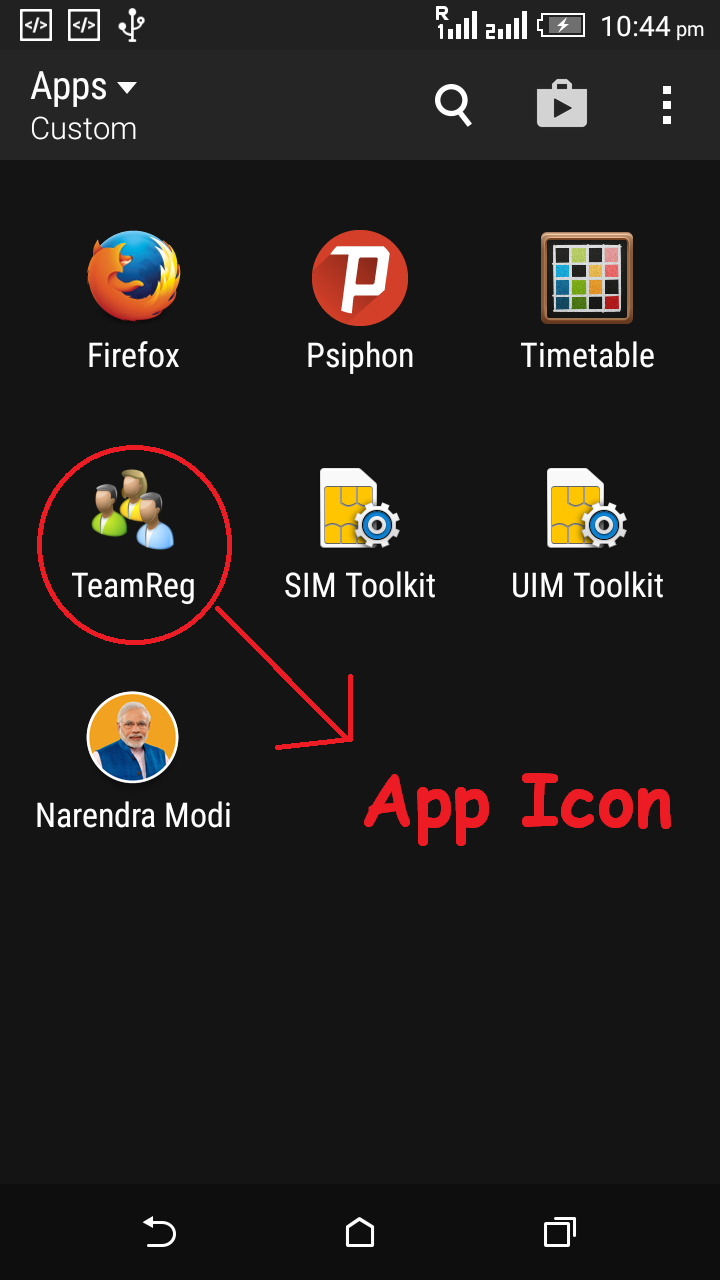 R
1 2 10:44 pm
Apps
Custom
Firefox Psiphon Timetable
TeamReg SIM Toolkit UIM Toolkit
Narendra Modi
App Icon